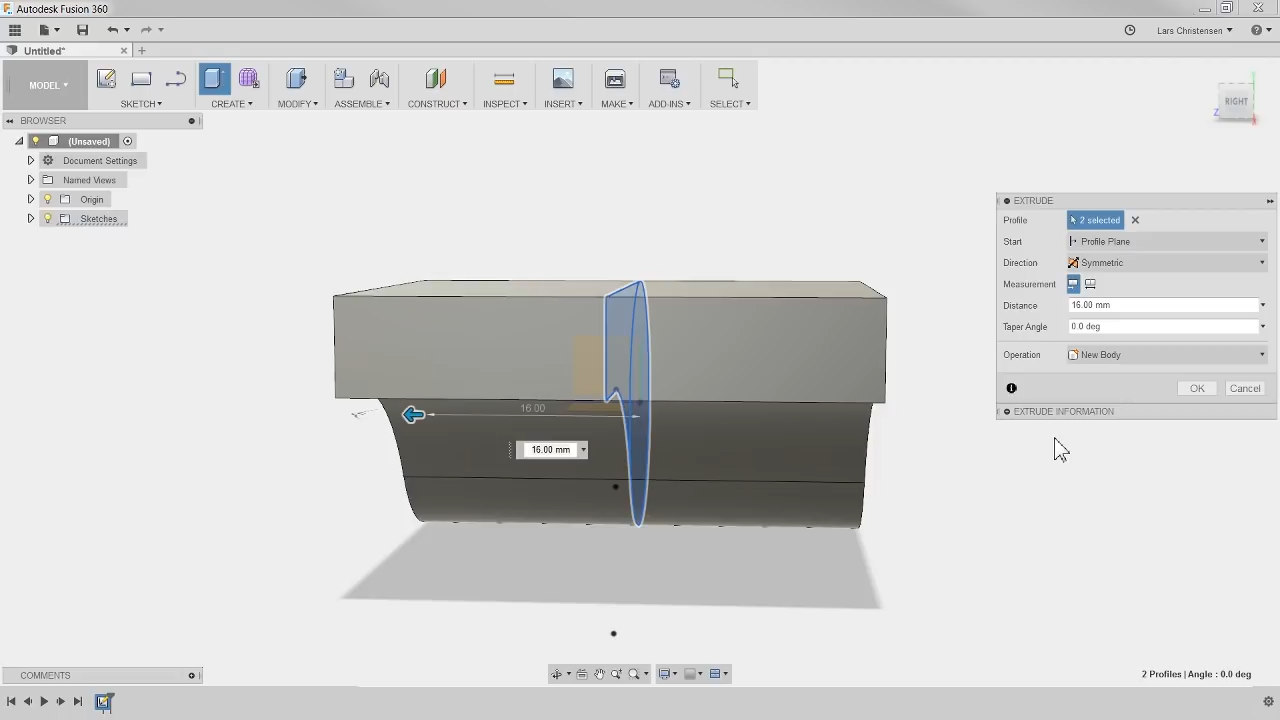 Autodesk Fusion 360
Lars Christensen
Untitled*
MODEL
SKETCH
CREATE
MODIFY
ASSEMBLE
CONSTRUCT
INSPECT
INSERT
MAKE
ADD-INS
SELECT
RIGHT
Z
BROWSER
(Unsaved)
Document Settings
Named Views
Origin
Sketches
EXTRUDE
Profile 2 selected
Start Profile Plane
Direction Symmetric
Measurement
Distance 16.00 mm
Taper Angle 0.0 deg
Operation New Body
OK Cancel
EXTRUDE INFORMATION
16.00
16.00 mm
COMMENTS
2 Profiles | Angle : 0.0 deg